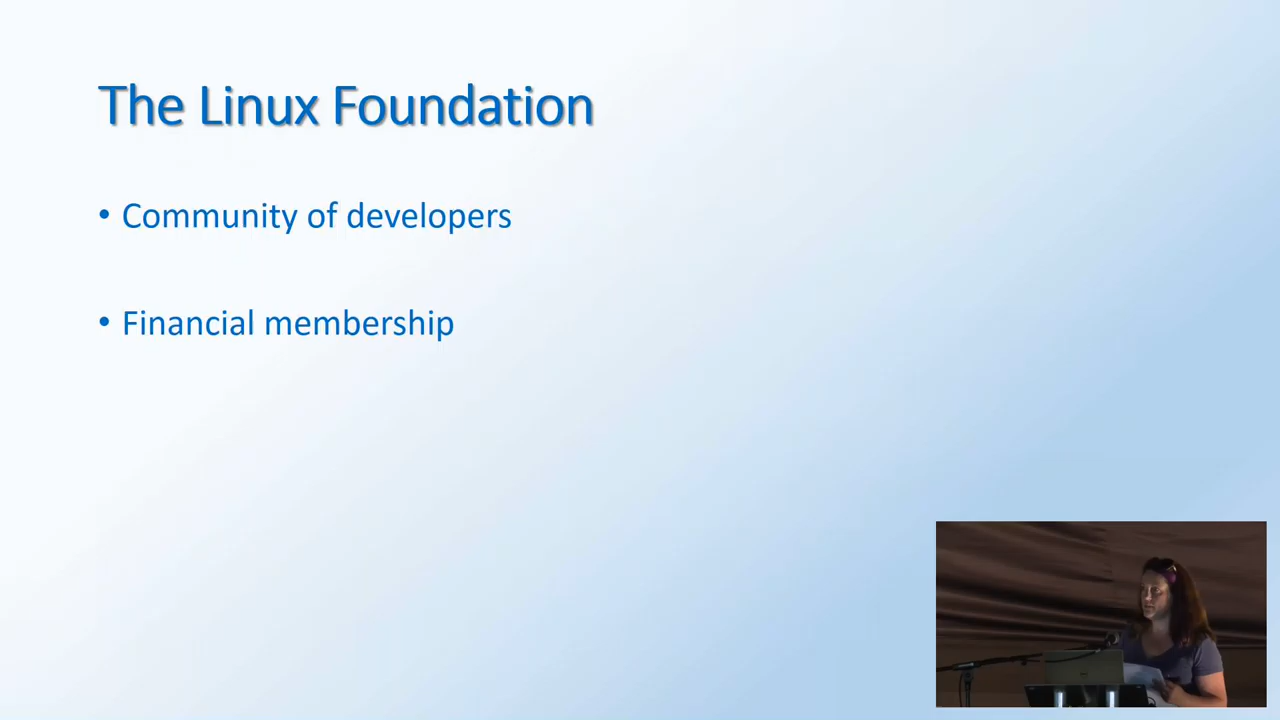 The Linux Foundation
• Community of developers
• Financial membership